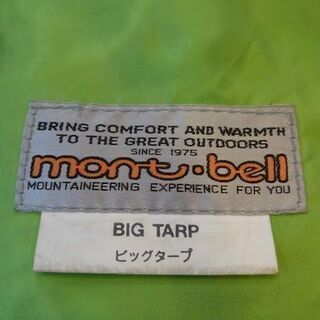 BRING COMFORT AND WARMTH
TO THE GREAT OUTDOORS
SINCE 1975
mont·bell
MOUNTAINEERING EXPERIENCE FOR YOU
BIG TARP
ビッグタープ